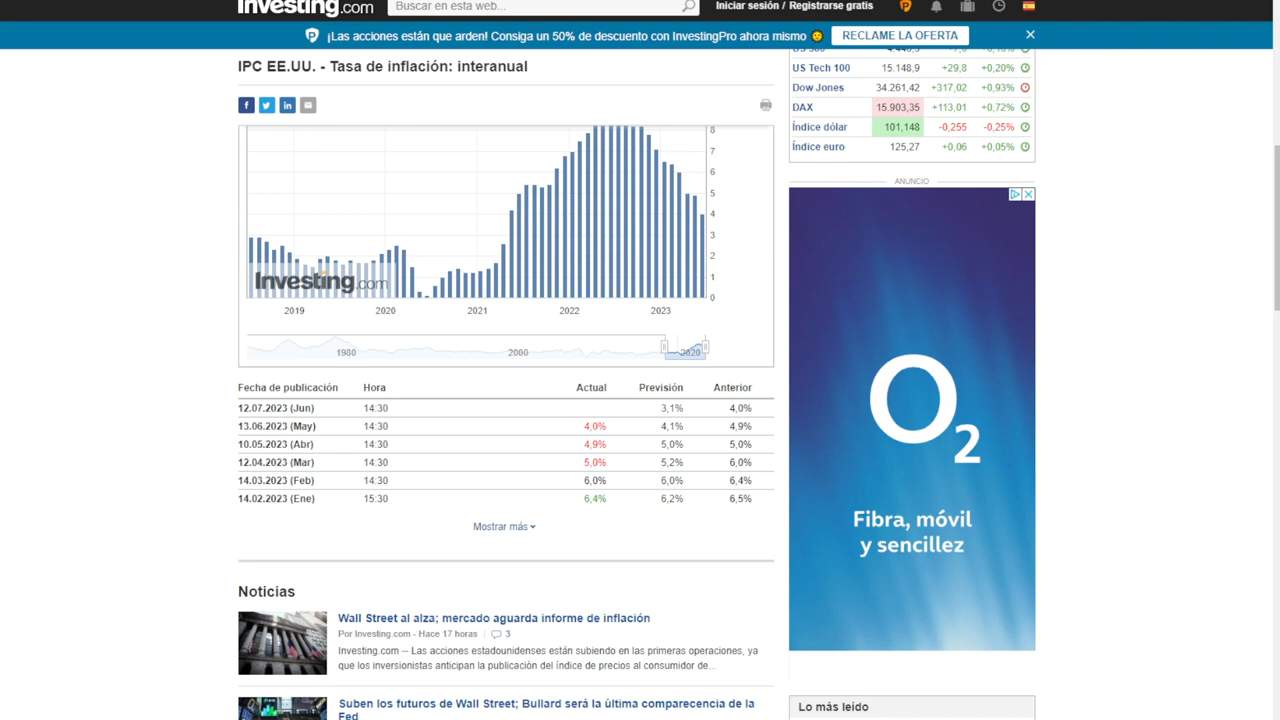 Investing.com
Buscar en esta web...
Iniciar sesión / Registrarse gratis
¡Las acciones están que arden! Consiga un 50% de descuento con InvestingPro ahora mismo
RECLAME LA OFERTA
IPC EE.UU. - Tasa de inflación: interanual
8
7
6
5
4
3
2
1
0
Investing.com
2019 2020 2021 2022 2023
1980 2000 2020
Fecha de publicación Hora Actual Previsión Anterior
12.07.2023 (Jun) 14:30 3,1% 4,0%
13.06.2023 (May) 14:30 4,0% 4,1% 4,9%
10.05.2023 (Abr) 14:30 4,9% 5,0% 5,0%
12.04.2023 (Mar) 14:30 5,0% 5,2% 6,0%
14.03.2023 (Feb) 14:30 6,0% 6,0% 6,4%
14.02.2023 (Ene) 15:30 6,4% 6,2% 6,5%
Mostrar más
Noticias
Wall Street al alza; mercado aguarda informe de inflación
Por Investing.com - Hace 17 horas 3
Investing.com -- Las acciones estadounidenses están subiendo en las primeras operaciones, ya
que los inversionistas anticipan la publicación del índice de precios al consumidor de...
Suben los futuros de Wall Street; Bullard será la última comparecencia de la
Fed
US Tech 100 15.148,9 +29,8 +0,20%
Dow Jones 34.261,42 +317,02 +0,93%
DAX 15.903,35 +113,01 +0,72%
Índice dólar 101,148 -0,255 -0,25%
Índice euro 125,27 +0,06 +0,05%
ANUNCIO
O2
Fibra, móvil
y sencillez
Lo más leído